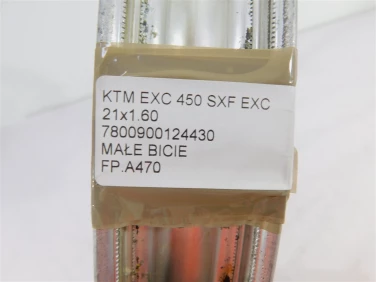 KTM EXC 450 SXF EXC
21x1.60
7800900124430
MAŁE BICIE
FP.A470